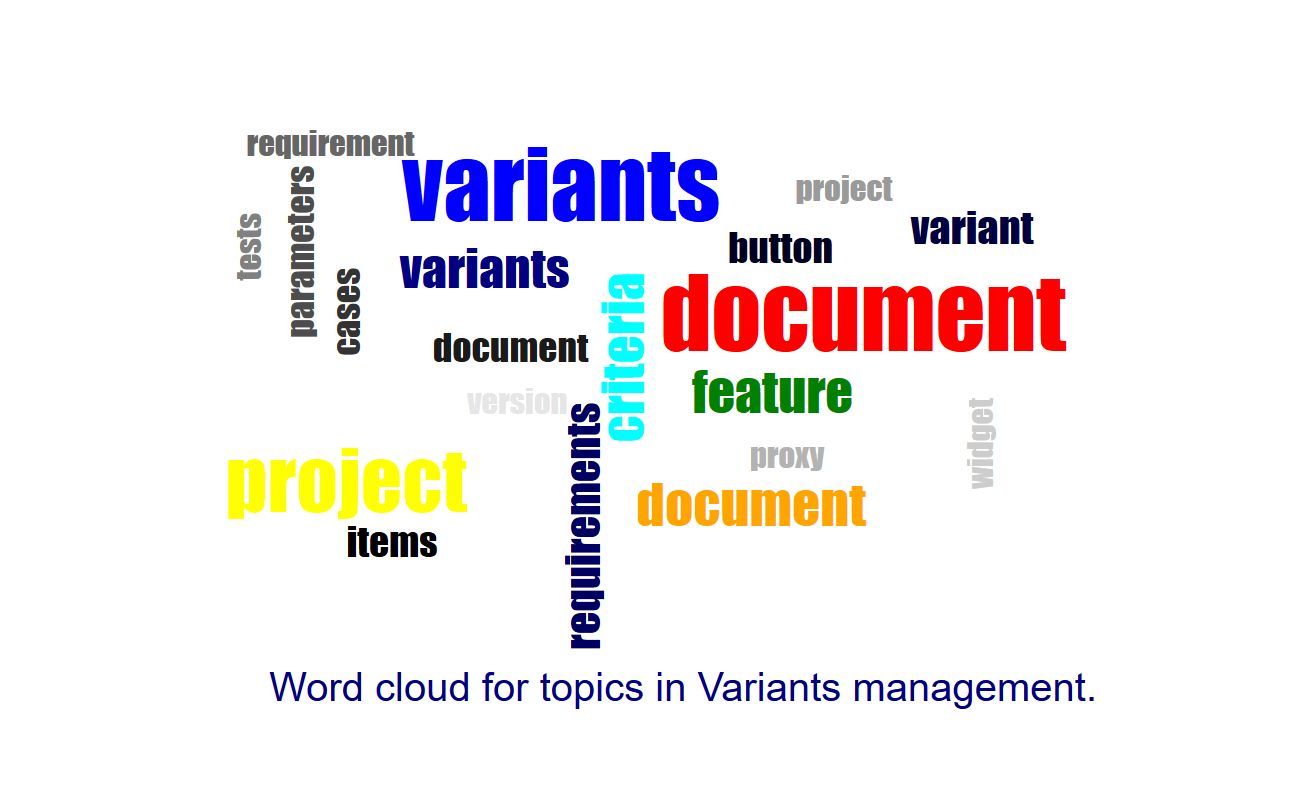 requirement
variants
project
tests
parameters
variant
button
variants
cases
criteria
document
document
feature
version
widget
requirements
proxy
project
document
items
Word cloud for topics in Variants management.